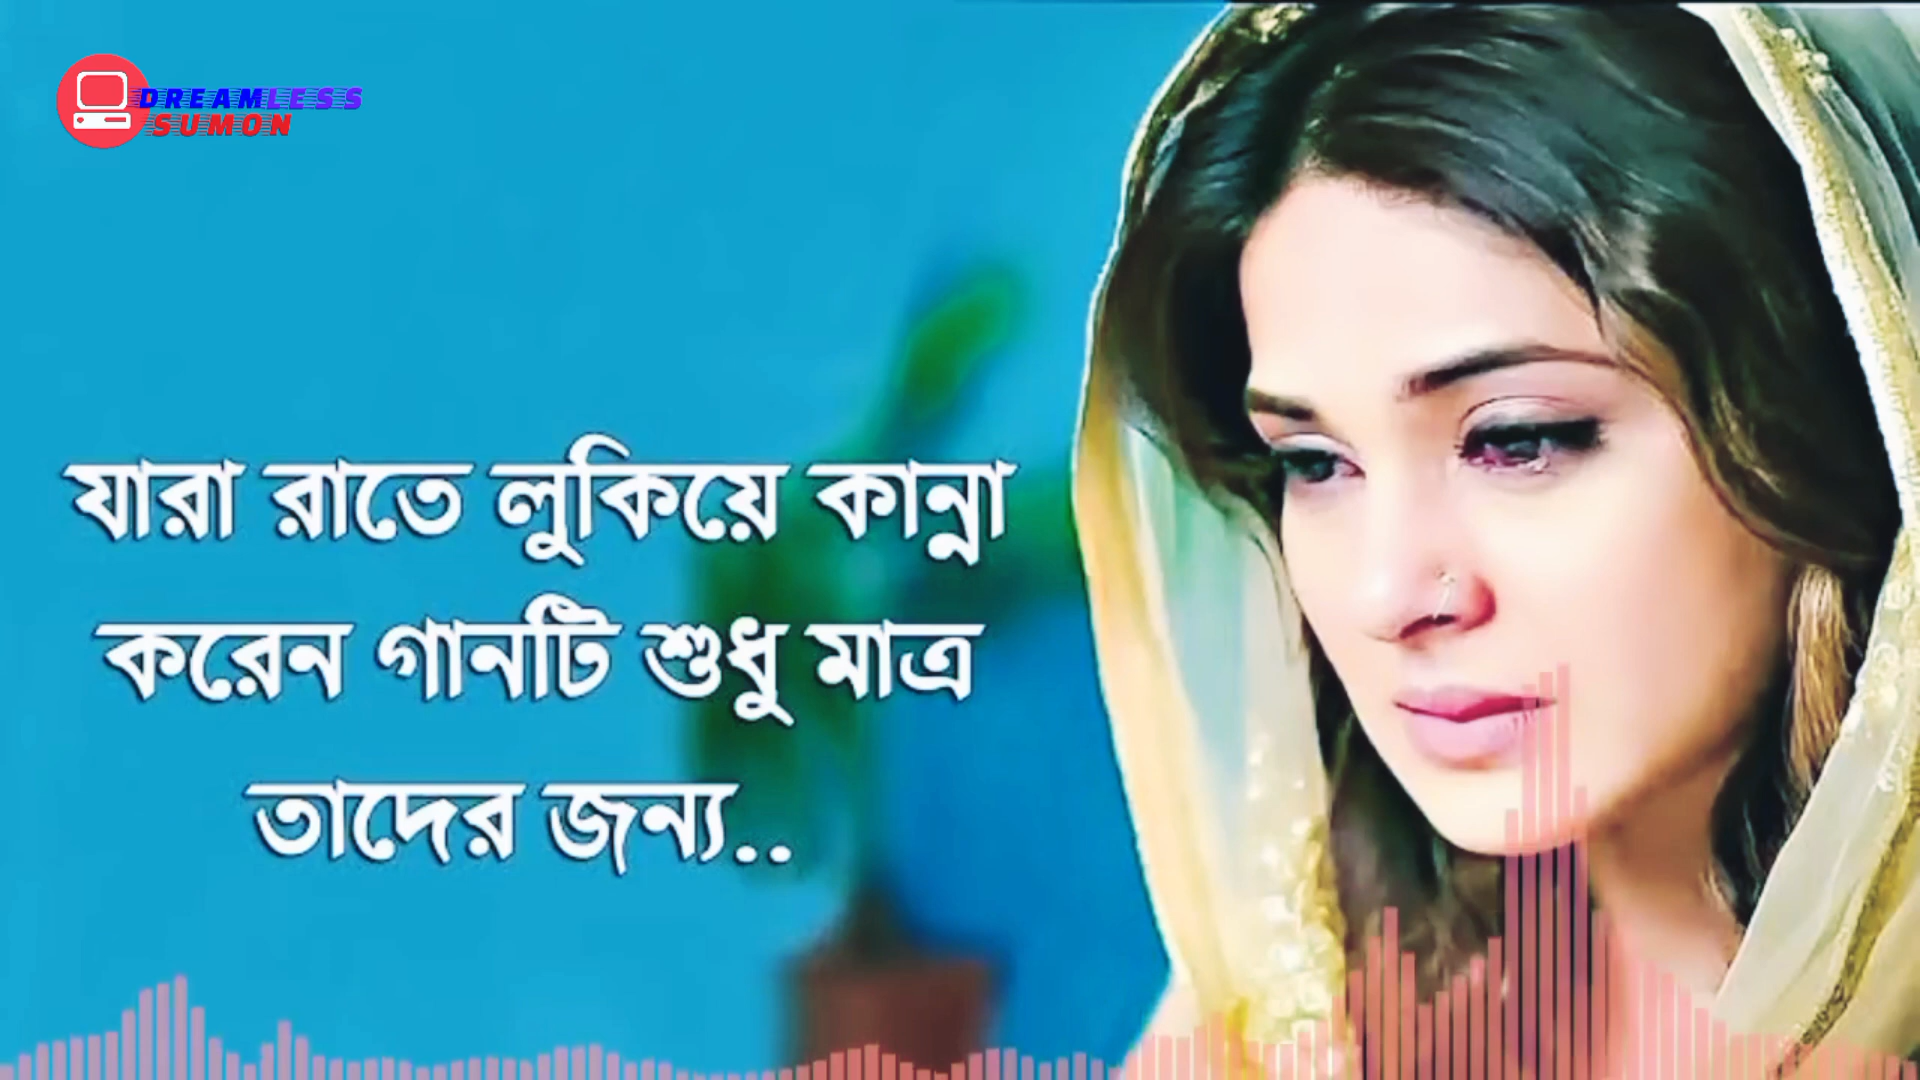 DREAMLESS
SUMON
যারা রাতে লুকিয়ে কান্না
করেন গানটি শুধু মাত্র
তাদের জন্য..